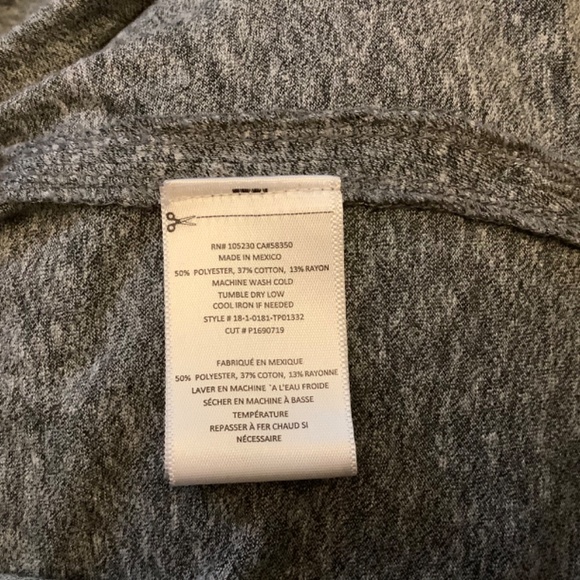 RN# 105230 CA#58350
MADE IN MEXICO
50% POLYESTER, 37% COTTON, 13% RAYON
MACHINE WASH COLD
TUMBLE DRY LOW
COOL IRON IF NEEDED
STYLE # 18-1-0181-TP01332
CUT # P1690719
FABRIQUÉ EN MEXIQUE
50% POLYESTER, 37% COTON, 13% RAYONNE
LAVER EN MACHINE `A L'EAU FROIDE
SÉCHER EN MACHINE À BASSE
TEMPÉRATURE
REPASSER À FER CHAUD SI
NÉCESSAIRE